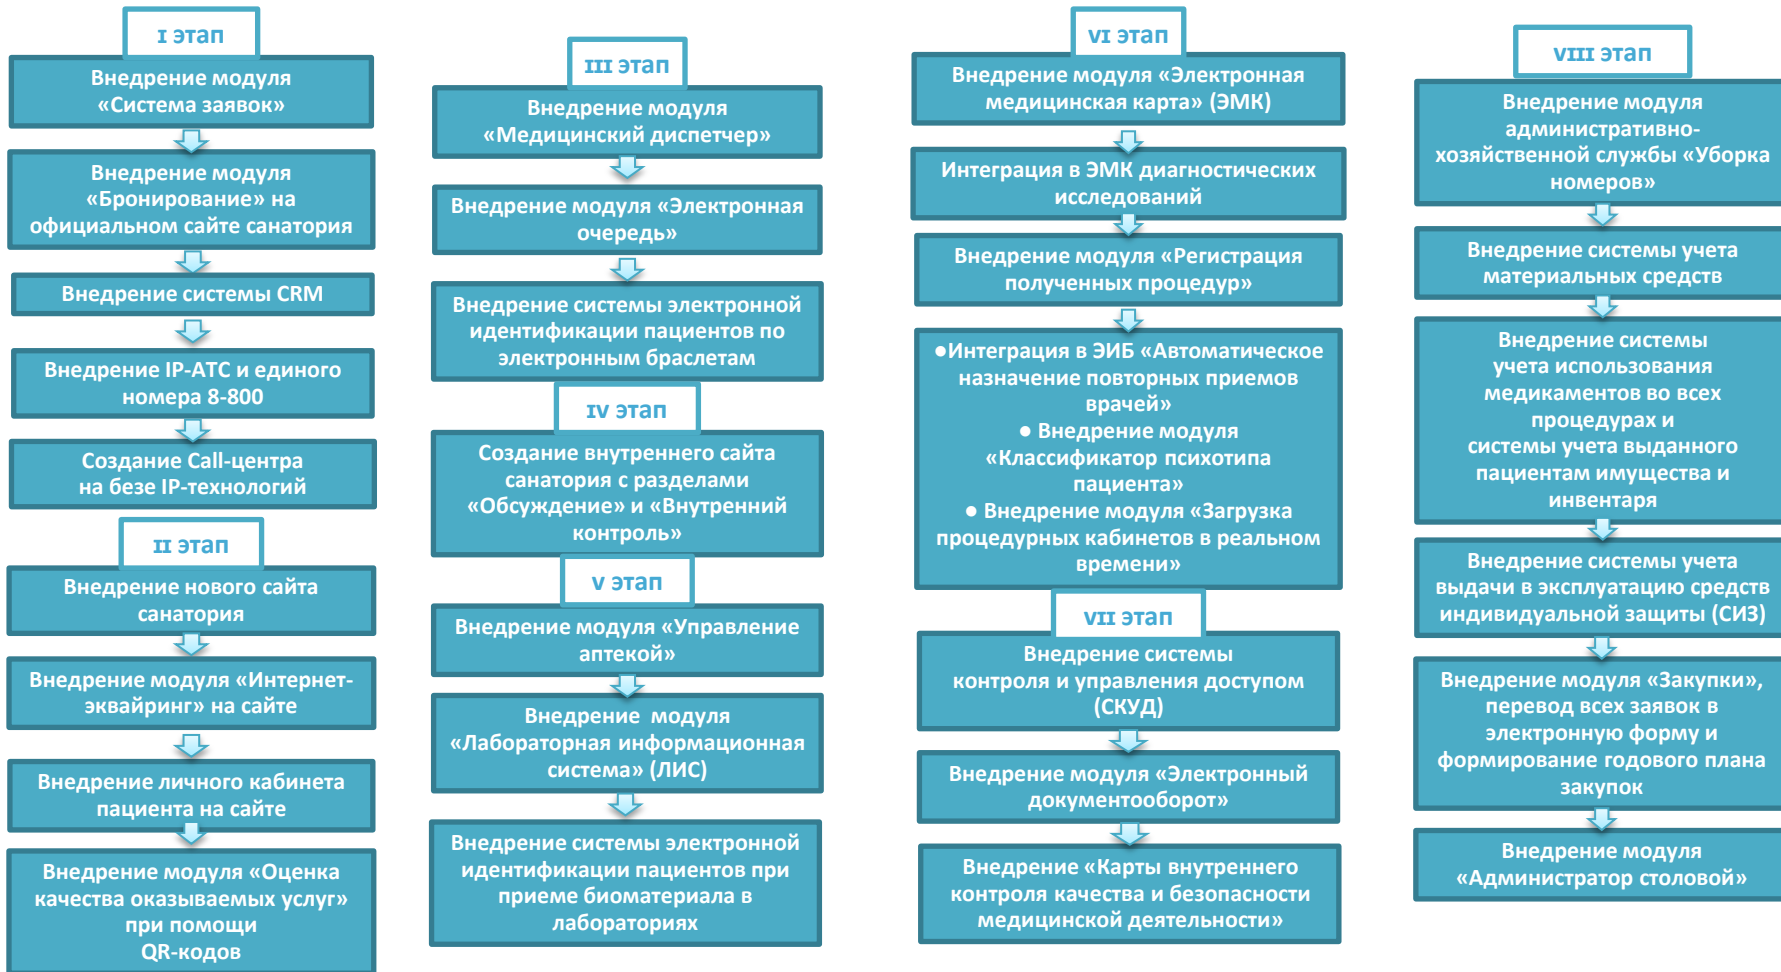 I этап
Внедрение модуля
«Система заявок»
Внедрение модуля
«Бронирование» на
официальном сайте санатория
Внедрение системы CRM
Внедрение IP-АТС и единого
номера 8-800
Создание Call-центра
на безе IP-технологий
II этап
Внедрение нового сайта
санатория
Внедрение модуля «Интернет-
эквайринг» на сайте
Внедрение личного кабинета
пациента на сайте
Внедрение модуля «Оценка
качества оказываемых услуг»
при помощи
QR-кодов
III этап
Внедрение модуля
«Медицинский диспетчер»
Внедрение модуля «Электронная
очередь»
Внедрение системы электронной
идентификации пациентов по
электронным браслетам
IV этап
Создание внутреннего сайта
санатория с разделами
«Обсуждение» и «Внутренний
контроль»
V этап
Внедрение модуля «Управление
аптекой»
Внедрение модуля
«Лабораторная информационная
система» (ЛИС)
Внедрение системы электронной
идентификации пациентов при
приеме биоматериала в
лабораториях
VI этап
Внедрение модуля «Электронная
медицинская карта» (ЭМК)
Интеграция в ЭМК диагностических
исследований
Внедрение модуля «Регистрация
полученных процедур»
●Интеграция в ЭИБ «Автоматическое
назначение повторных приемов
врачей»
● Внедрение модуля
«Классификатор психотипа
пациента»
● Внедрение модуля «Загрузка
процедурных кабинетов в реальном
времени»
VII этап
Внедрение системы
контроля и управления доступом
(СКУД)
Внедрение модуля «Электронный
документооборот»
Внедрение «Карты внутреннего
контроля качества и безопасности
медицинской деятельности»
VIII этап
Внедрение модуля
административно-
хозяйственной службы «Уборка
номеров»
Внедрение системы учета
материальных средств
Внедрение системы
учета использования
медикаментов во всех
процедурах и
системы учета выданного
пациентам имущества и
инвентаря
Внедрение системы учета
выдачи в эксплуатацию средств
индивидуальной защиты (СИЗ)
Внедрение модуля «Закупки»,
перевод всех заявок в
электронную форму и
формирование годового плана
закупок
Внедрение модуля
«Администратор столовой»